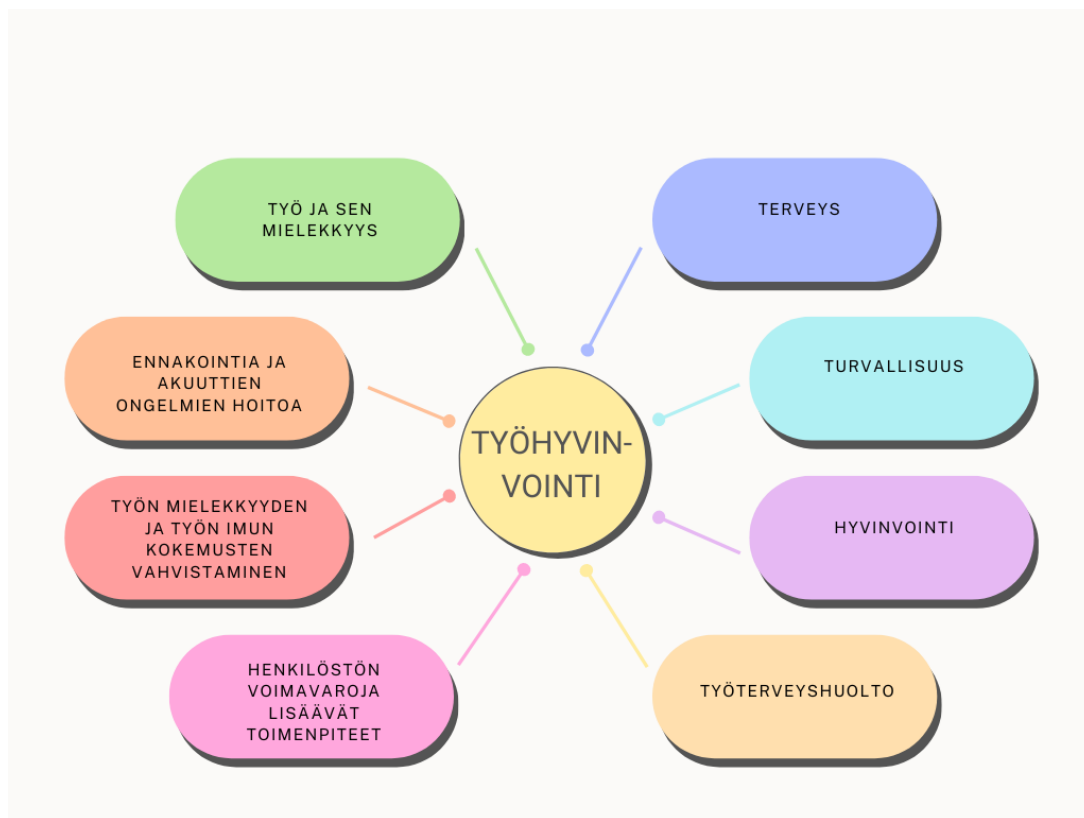 TYÖ JA SEN
MIELEKKYYS
TERVEYS
ENNAKOINTIA JA
AKUUTTIEN
ONGELMIEN HOITOA
TURVALLISUUS
TYÖHYVIN-
VOINTI
TYÖN MIELEKKYYDEN
JA TYÖN IMUN
KOKEMUSTEN
VAHVISTAMINEN
HYVINVOINTI
HENKILÖSTÖN
VOIMAVAROJA
LISÄÄVÄT
TOIMENPITEET
TYÖTERVEYSHUOLTO